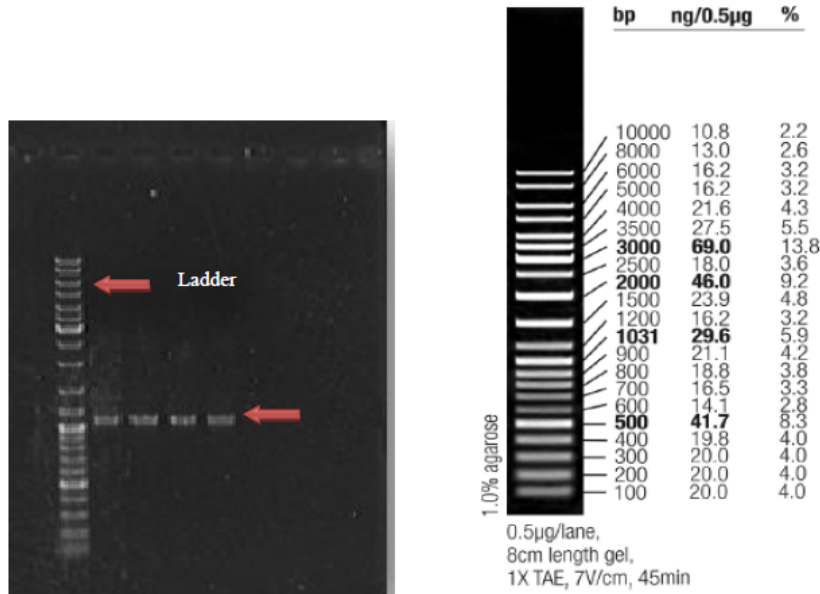 Ladder
bp ng/0.5µg %
10000 10.8 2.2
8000 13.0 2.6
6000 16.2 3.2
5000 16.2 3.2
4000 21.6 4.3
3500 27.5 5.5
3000 69.0 13.8
2500 18.0 3.6
2000 46.0 9.2
1500 23.9 4.8
1200 16.2 3.2
1031 29.6 5.9
900 21.1 4.2
800 18.8 3.8
700 16.5 3.3
600 14.1 2.8
500 41.7 8.3
400 19.8 4.0
300 20.0 4.0
200 20.0 4.0
100 20.0 4.0
1.0% agarose
0.5µg/lane,
8cm length gel,
1X TAE, 7V/cm, 45min